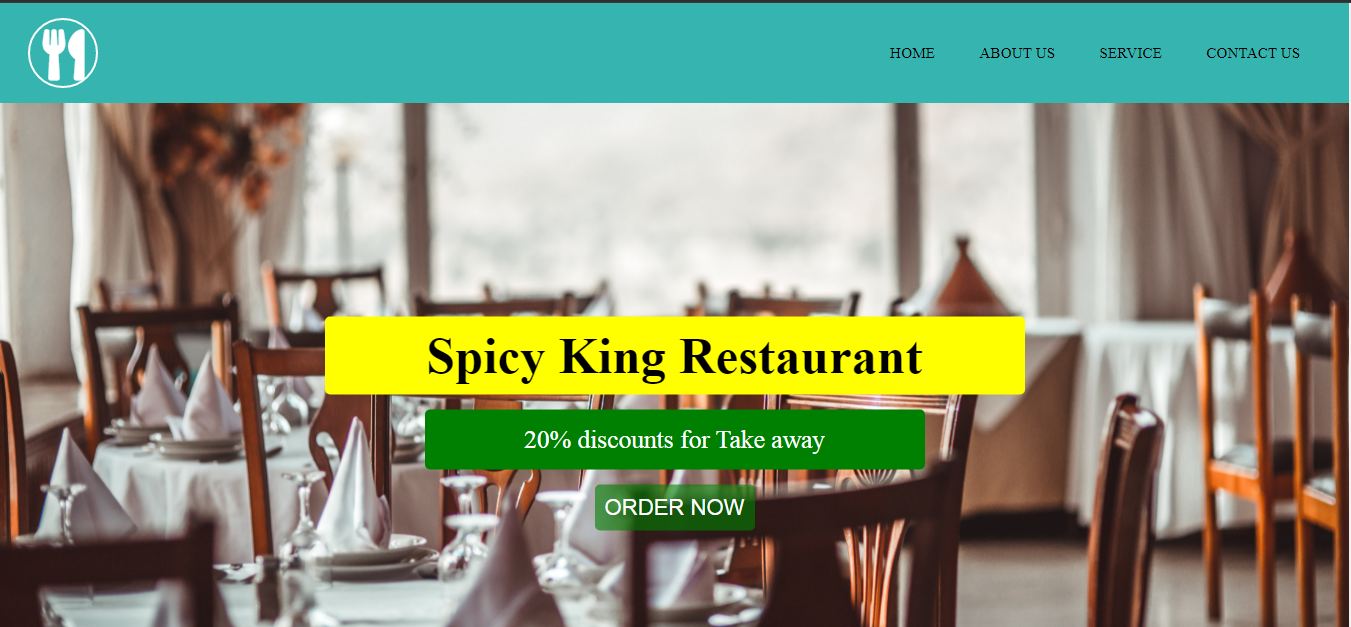 HOME ABOUT US SERVICE CONTACT US
Spicy King Restaurant
20% discounts for Take away
ORDER NOW